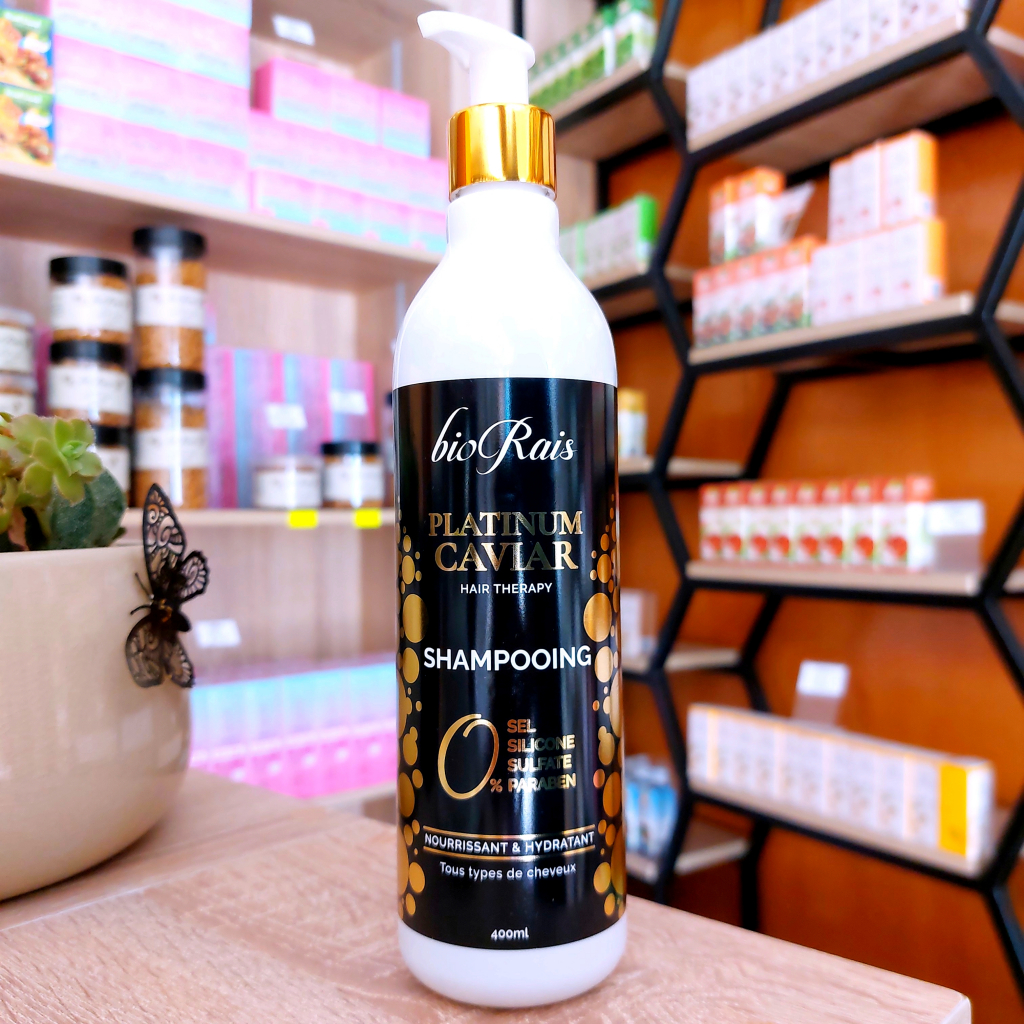 bioRais
PLATINUM
CAVIAR
HAIR THERAPY
SHAMPOOING
0% SEL
SILICONE
SULFATE
PARABEN
NOURRISSANT & HYDRATANT
Tous types de cheveux
400ml